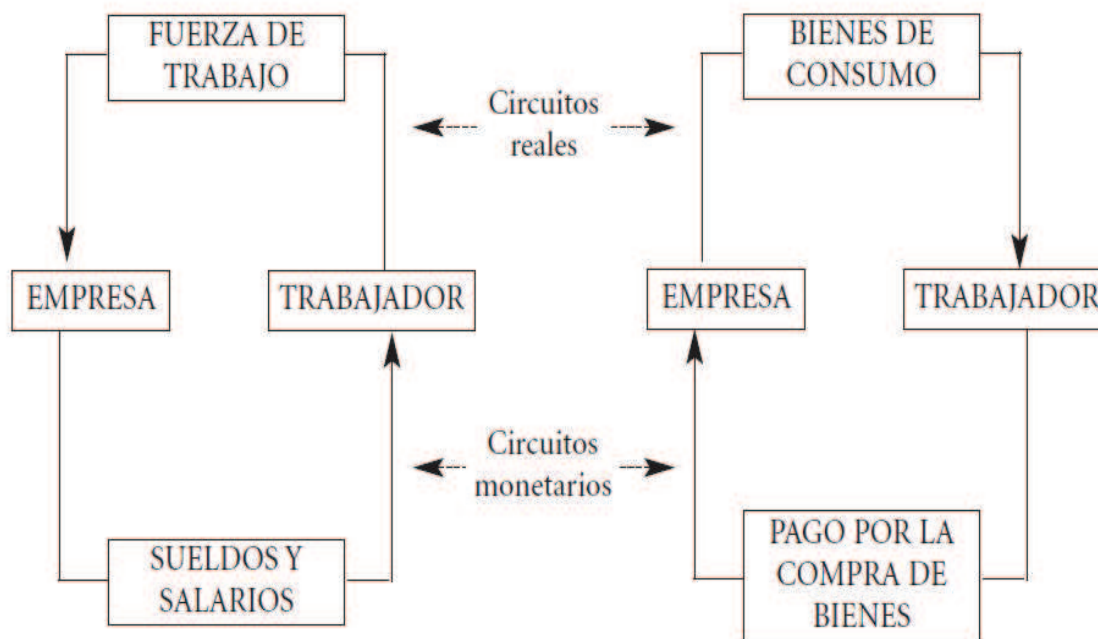 FUERZA DE
TRABAJO
BIENES DE
CONSUMO
Circuitos
reales
EMPRESA
TRABAJADOR
EMPRESA
TRABAJADOR
Circuitos
monetarios
SUELDOS Y
SALARIOS
PAGO POR LA
COMPRA DE
BIENES